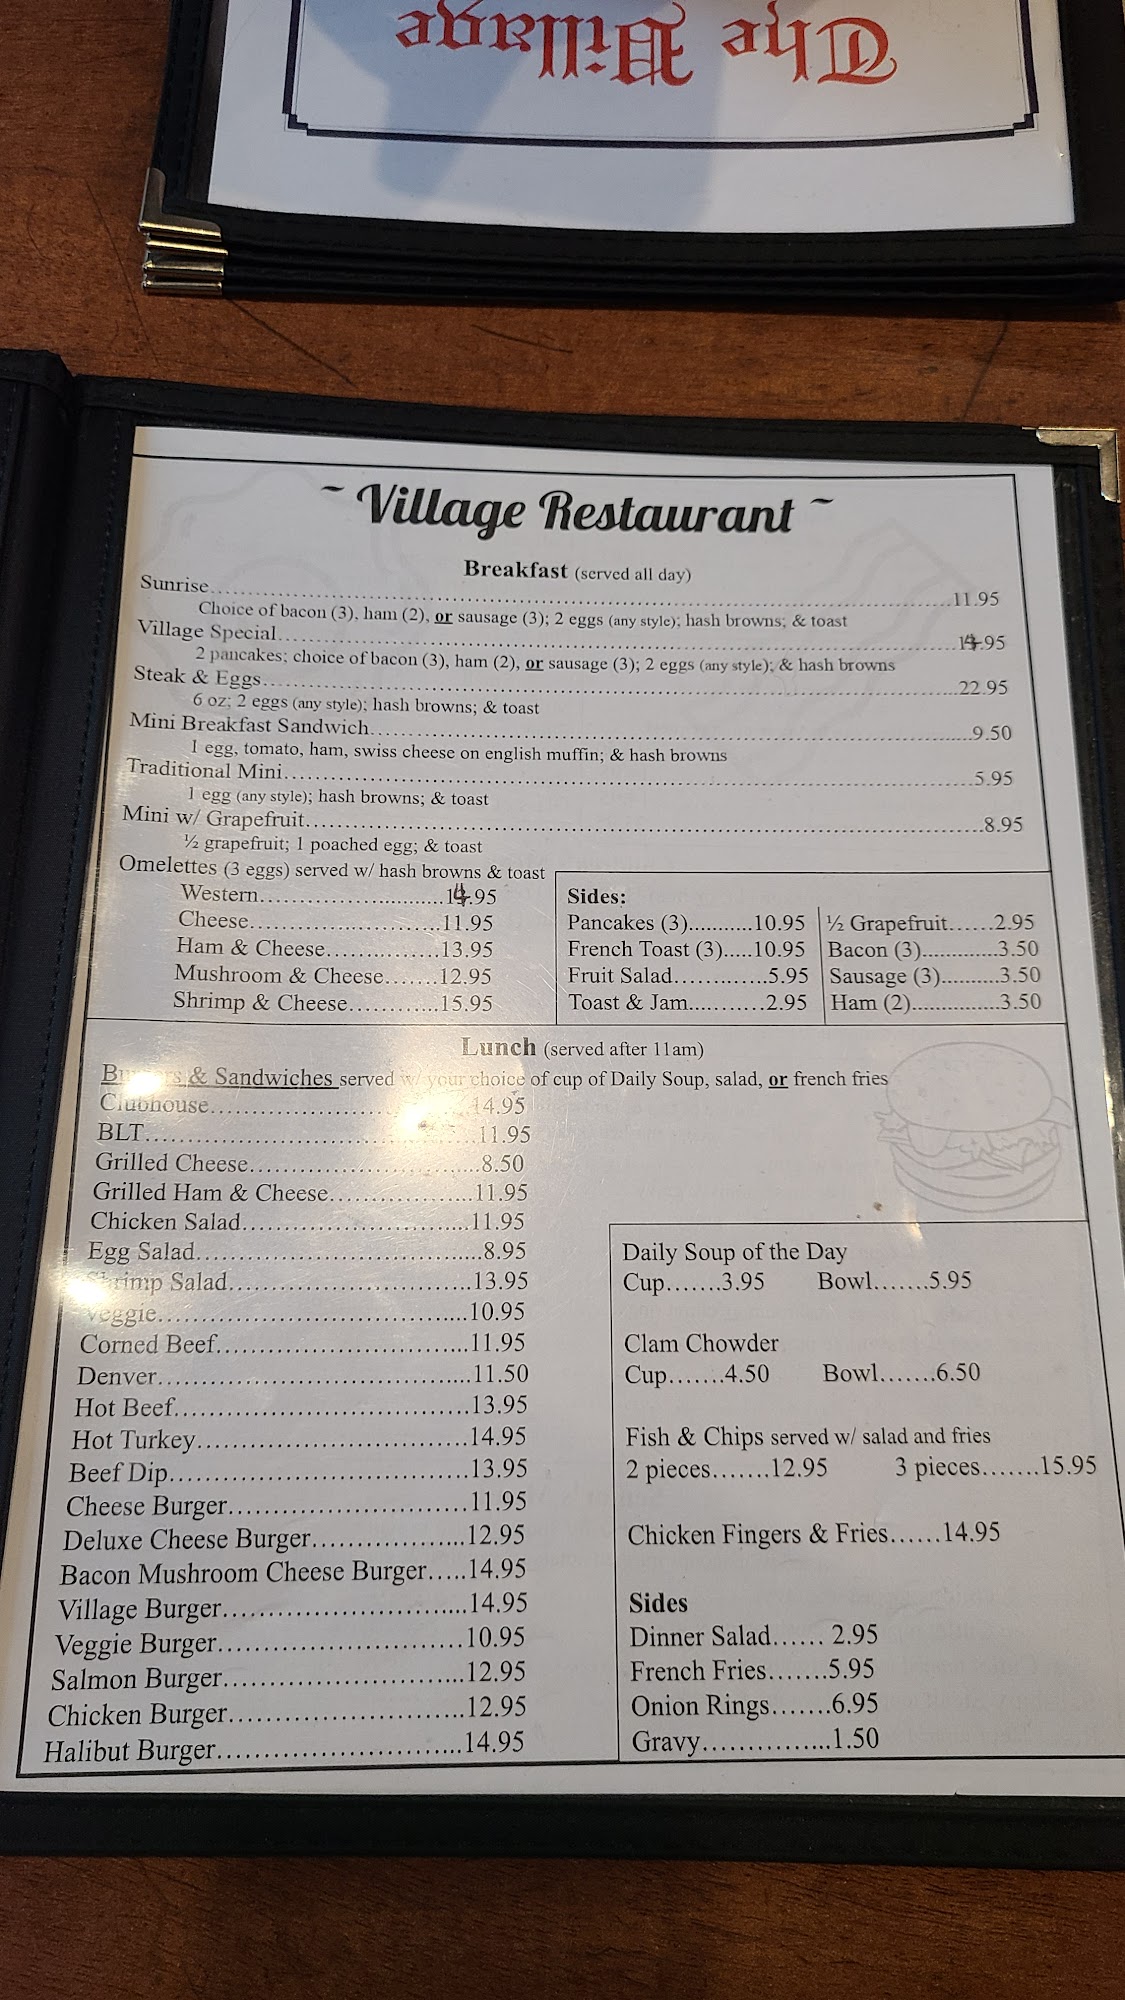 The Village
~ Village Restaurant ~
Breakfast (served all day)
Sunrise...11.95
Choice of bacon (3), ham (2), or sausage (3); 2 eggs (any style); hash browns; & toast
Village Special...14.95
2 pancakes; choice of bacon (3), ham (2), or sausage (3); 2 eggs (any style); & hash browns
Steak & Eggs...22.95
6 oz; 2 eggs (any style); hash browns; & toast
Mini Breakfast Sandwich...9.50
1 egg, tomato, ham, swiss cheese on english muffin; & hash browns
Traditional Mini...5.95
1 egg (any style); hash browns; & toast
Mini w/ Grapefruit...8.95
½ grapefruit; 1 poached egg; & toast
Omelettes (3 eggs) served w/ hash browns & toast
Western...14.95
Cheese...11.95
Ham & Cheese...13.95
Mushroom & Cheese...12.95
Shrimp & Cheese...15.95
Sides:
Pancakes (3)...10.95
French Toast (3)...10.95
Fruit Salad...5.95
Toast & Jam...2.95
½ Grapefruit...2.95
Bacon (3)...3.50
Sausage (3)...3.50
Ham (2)...3.50
Lunch (served after 11am)
Burgers & Sandwiches served w/ your choice of cup of Daily Soup, salad, or french fries
Clubhouse...14.95
BLT...11.95
Grilled Cheese...8.50
Grilled Ham & Cheese...11.95
Chicken Salad...11.95
Egg Salad...8.95
Shrimp Salad...13.95
Veggie...10.95
Corned Beef...11.95
Denver...11.50
Hot Beef...13.95
Hot Turkey...14.95
Beef Dip...13.95
Cheese Burger...11.95
Deluxe Cheese Burger...12.95
Bacon Mushroom Cheese Burger...14.95
Village Burger...14.95
Veggie Burger...10.95
Salmon Burger...12.95
Chicken Burger...12.95
Halibut Burger...14.95
Daily Soup of the Day
Cup...3.95 Bowl...5.95
Clam Chowder
Cup...4.50 Bowl...6.50
Fish & Chips served w/ salad and fries
2 pieces...12.95 3 pieces...15.95
Chicken Fingers & Fries...14.95
Sides
Dinner Salad...2.95
French Fries...5.95
Onion Rings...6.95
Gravy...1.50